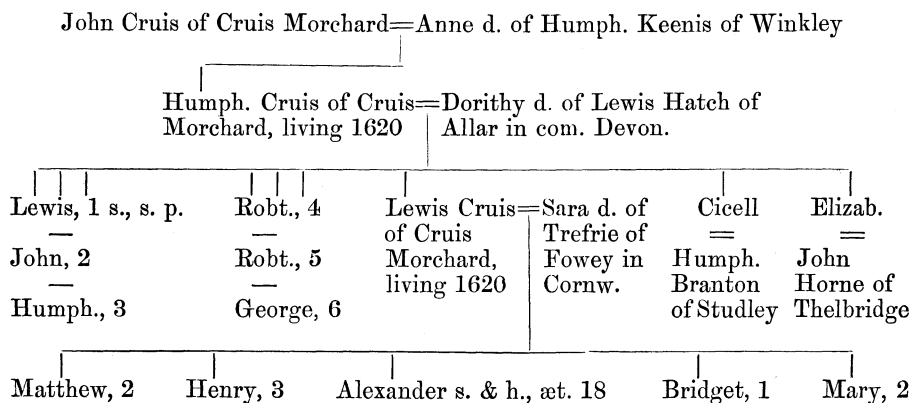 John Cruis of Cruis Morchard=Anne d. of Humph. Keenis of Winkley
Humph. Cruis of Cruis=Dorithy d. of Lewis Hatch of
Morchard, living 1620 Allar in com. Devon.
Lewis, 1 s., s. p.
—
John, 2
—
Humph., 3
Robt., 4
—
Robt., 5
—
George, 6
Lewis Cruis=Sara d. of
of Cruis Trefrie of
Morchard, Fowey in
living 1620 Cornw.
Cicell
=
Humph.
Branton
of Studley
Elizab.
=
John
Horne of
Thelbridge
Matthew, 2 Henry, 3 Alexander s. & h., æt. 18 Bridget, 1 Mary, 2